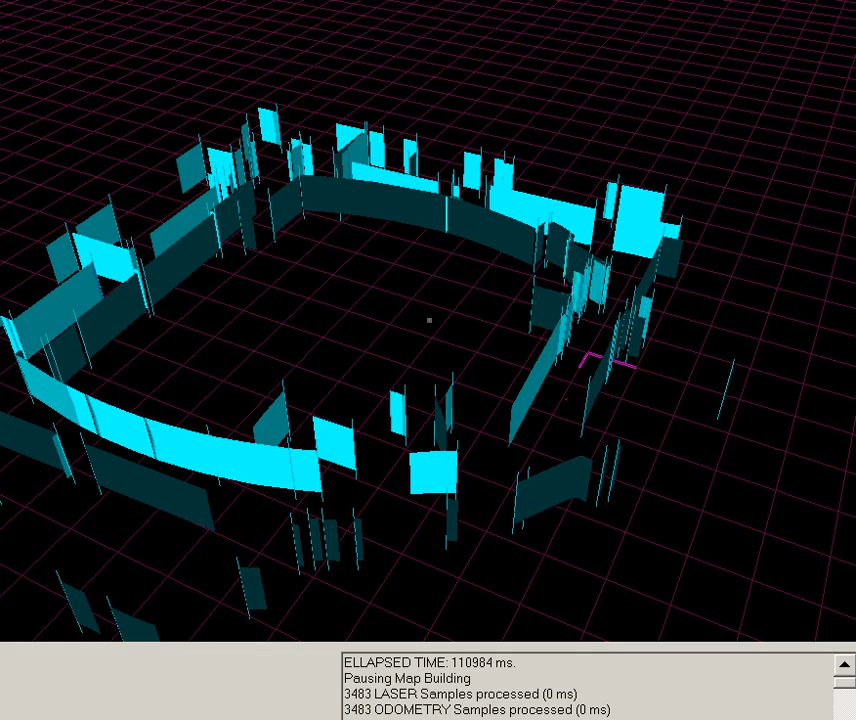 ELLAPSED TIME: 110984 ms.
Pausing Map Building
3483 LASER Samples processed (0 ms)
3483 ODOMETRY Samples processed (0 ms)